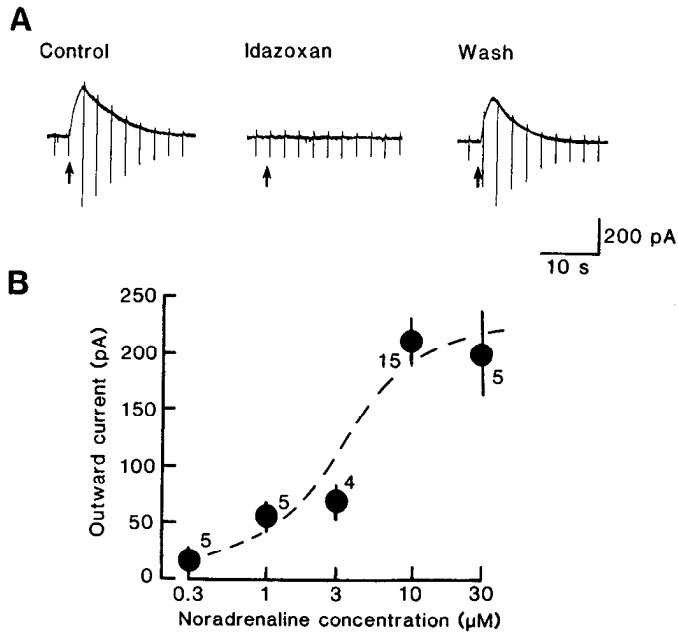 A
Control Idazoxan Wash
200 pA
10 s
B
250
200
150
100
50
0
Outward current (pA)
5
5
4
15
5
0.3 1 3 10 30
Noradrenaline concentration (μM)